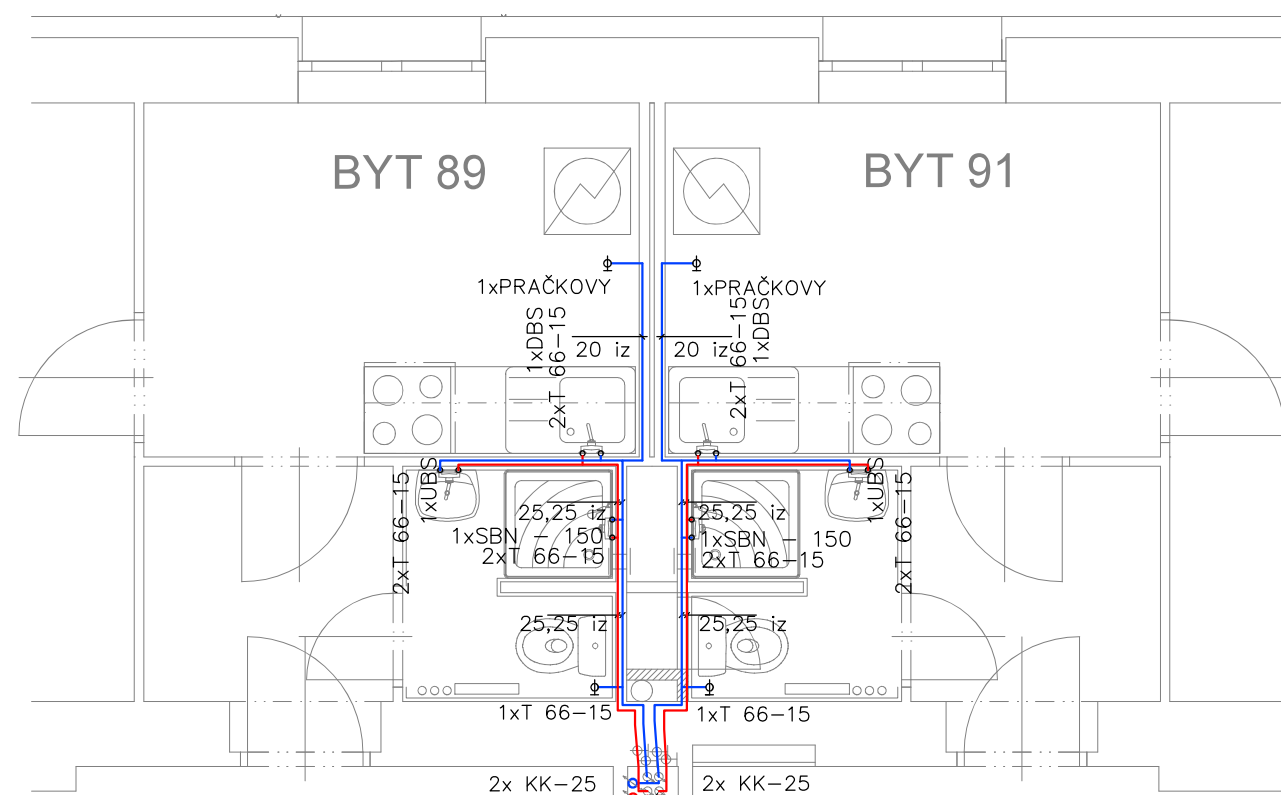 BYT 89
BYT 91
1xPRAČKOVY
1xPRAČKOVY
1xDBS
2xT 66-15
2xT 66-15
1xDBS
20 iz
20 iz
2xT 66-15
1xUBS
1xUBS
2xT 66-15
25,25 iz
25,25 iz
1xSBN - 150
2xT 66-15
1xSBN - 150
2xT 66-15
25,25 iz
25,25 iz
1xT 66-15
1xT 66-15
2x KK-25
2x KK-25